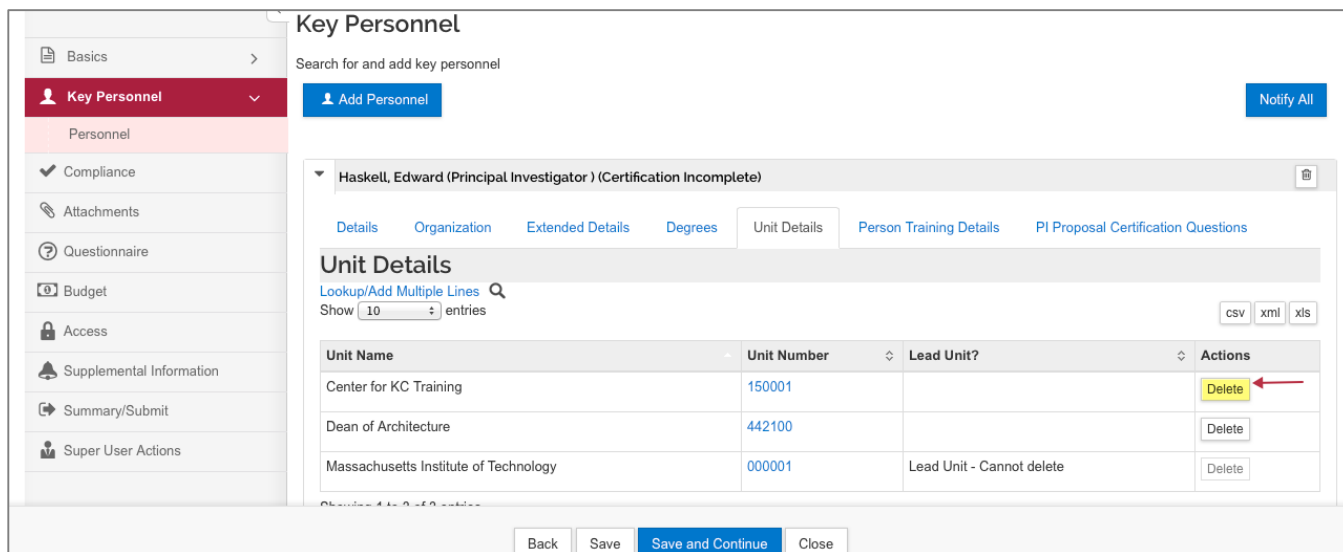 Key Personnel
Basics
Search for and add key personnel
Key Personnel
Add Personnel
Notify All
Personnel
Compliance
Attachments
Questionnaire
Budget
Access
Supplemental Information
Summary/Submit
Super User Actions
Haskell, Edward (Principal Investigator ) (Certification Incomplete)
Details Organization Extended Details Degrees Unit Details Person Training Details PI Proposal Certification Questions
Unit Details
Lookup/Add Multiple Lines
Show 10 entries
csv xml xls
Unit Name Unit Number Lead Unit? Actions
Center for KC Training 150001 Delete
Dean of Architecture 442100 Delete
Massachusetts Institute of Technology 000001 Lead Unit - Cannot delete Delete
Back Save Save and Continue Close